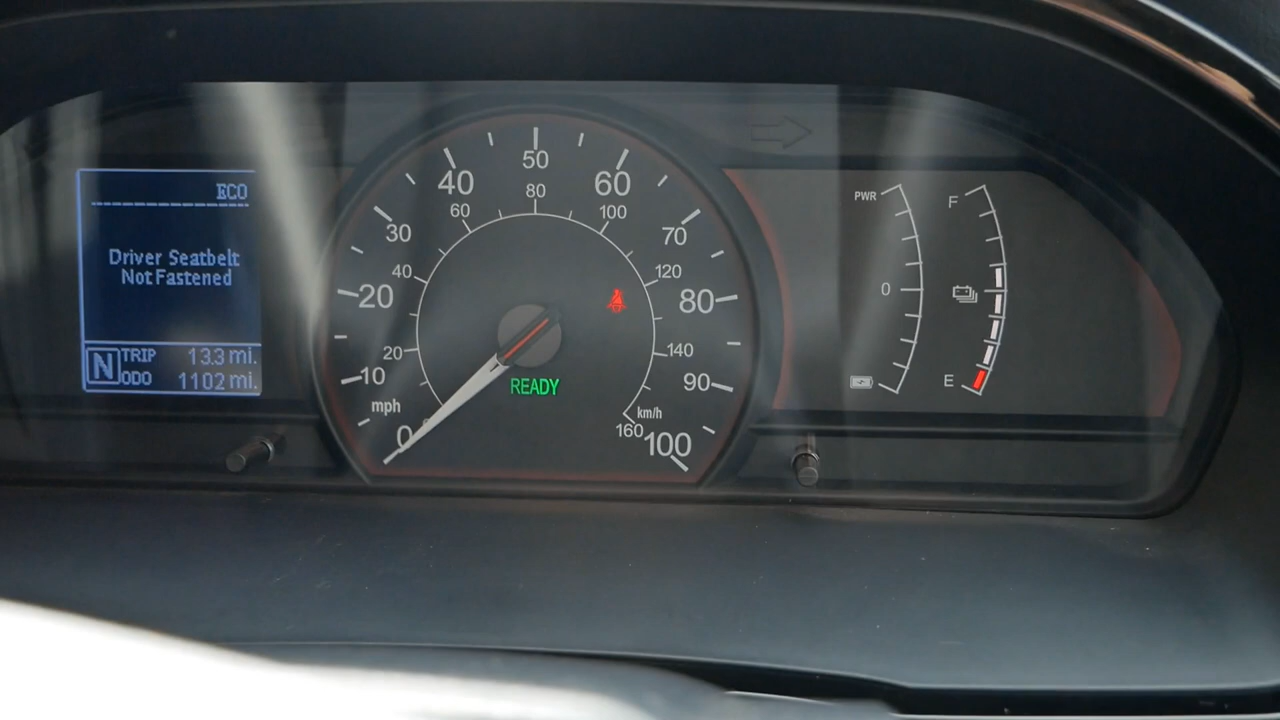 ECO
Driver Seatbelt
Not Fastened
N
TRIP 13.3 mi.
ODO 1102 mi.
0
10
20
30
40
50
60
70
80
90
100
mph
20
40
60
80
100
120
140
160
km/h
READY
PWR
0
F
E